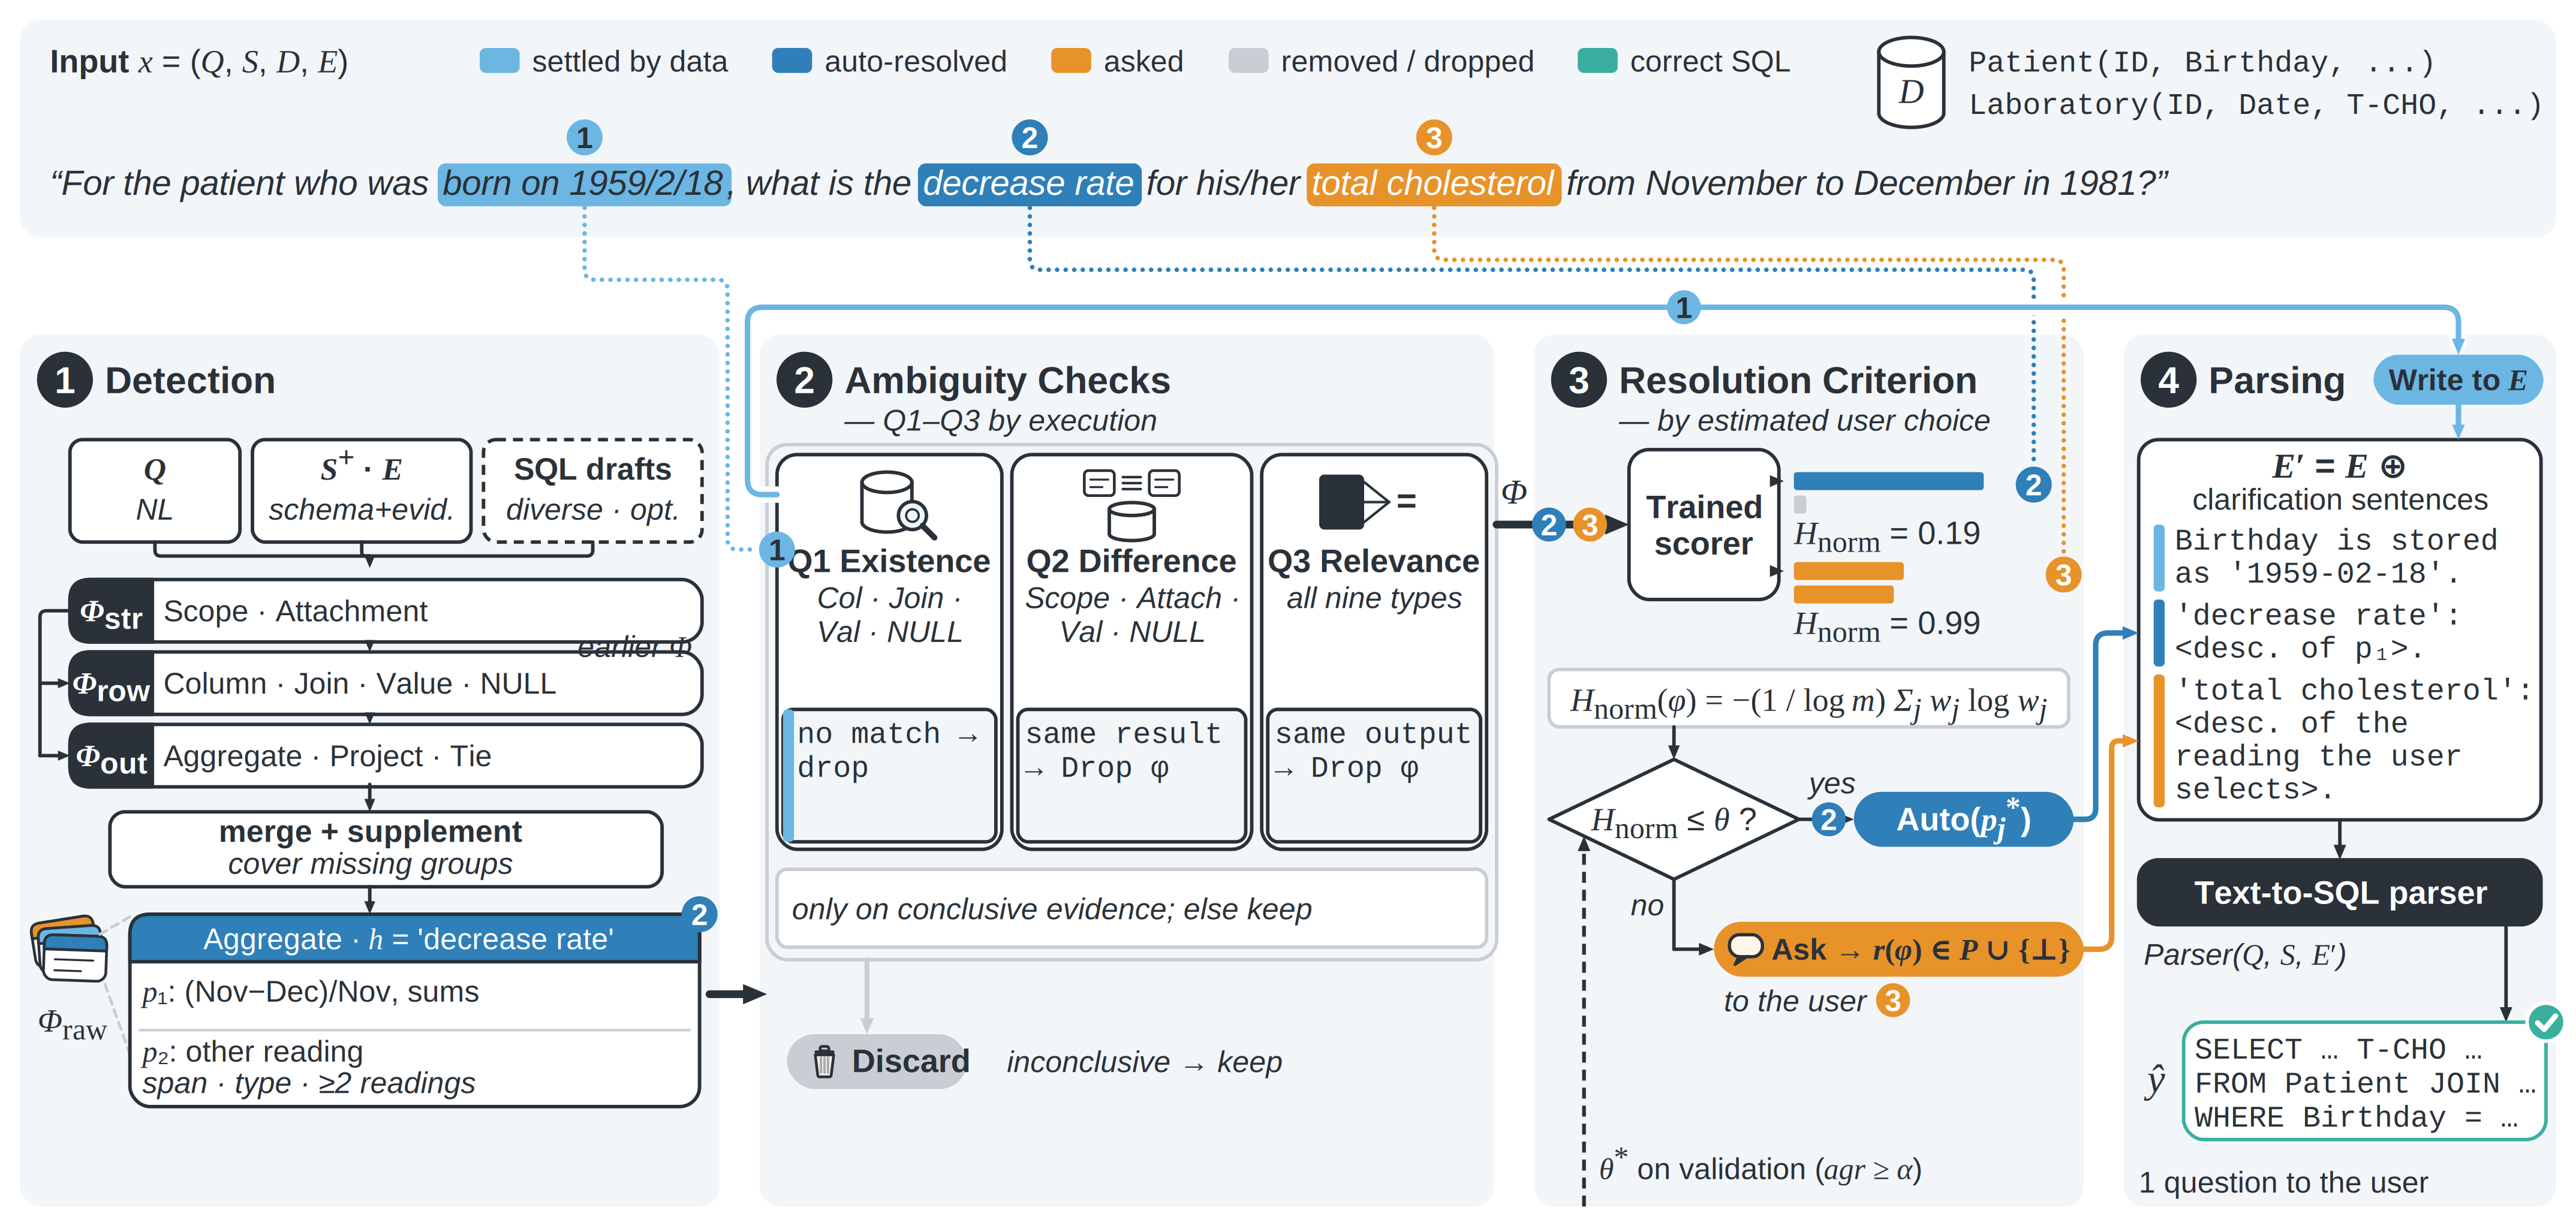 Input x = (Q, S, D, E)
settled by data
auto-resolved
asked
removed / dropped
correct SQL
D
Patient(ID, Birthday, ...)
Laboratory(ID, Date, T-CHO, ...)
1
2
3
“For the patient who was born on 1959/2/18, what is the decrease rate for his/her total cholesterol from November to December in 1981?”
1
1 Detection
Q
NL
S+ · E
schema+evid.
SQL drafts
diverse · opt.
Φstr Scope · Attachment
earlier Φ
Φrow Column · Join · Value · NULL
Φout Aggregate · Project · Tie
merge + supplement
cover missing groups
2
Aggregate · h = 'decrease rate'
p₁: (Nov−Dec)/Nov, sums
p₂: other reading
span · type · ≥2 readings
Φraw
2 Ambiguity Checks
— Q1–Q3 by execution
1
Q1 Existence
Col · Join ·
Val · NULL
no match →
drop
Q2 Difference
Scope · Attach ·
Val · NULL
same result
→ Drop φ
=
Q3 Relevance
all nine types
same output
→ Drop φ
only on conclusive evidence; else keep
Discard
inconclusive → keep
Φ
2
3
3 Resolution Criterion
— by estimated user choice
Trained
scorer
2
Hnorm = 0.19
3
Hnorm = 0.99
Hnorm(φ) = −(1 / log m) Σj wj log wj
Hnorm ≤ θ ?
yes
2
Auto(pj*)
no
Ask → r(φ) ∈ P ∪ {⊥}
to the user 3
θ* on validation (agr ≥ α)
4 Parsing
Write to E
E′ = E ⊕
clarification sentences
Birthday is stored
as '1959-02-18'.
'decrease rate':
<desc. of p₁>.
'total cholesterol':
<desc. of the
reading the user
selects>.
Text-to-SQL parser
Parser(Q, S, E′)
ŷ
SELECT … T-CHO …
FROM Patient JOIN …
WHERE Birthday = …
1 question to the user